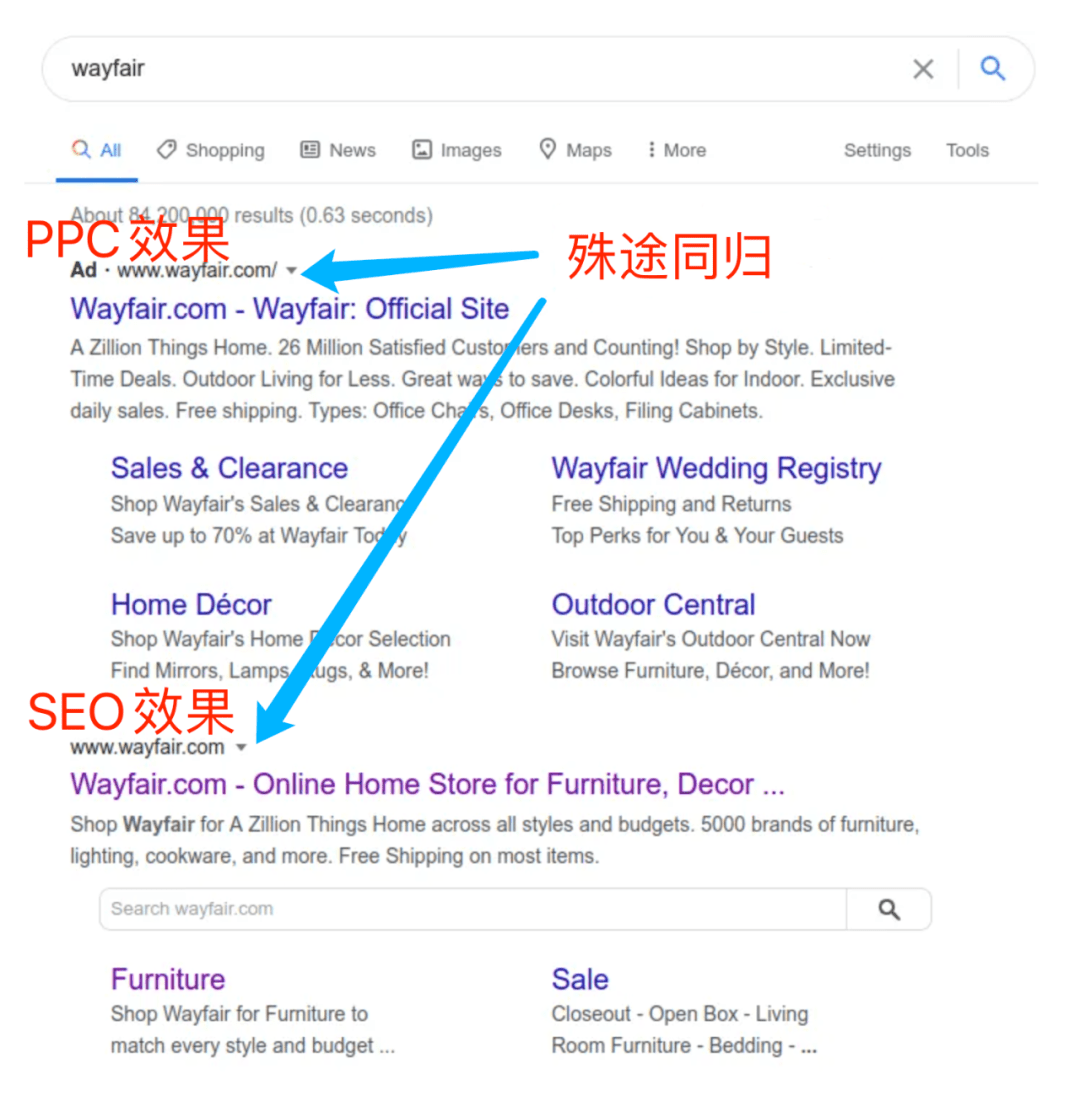 wayfair
All Shopping News Images Maps More Settings Tools
About 84,200,000 results (0.63 seconds)
PPC效果
殊途同归
Ad · www.wayfair.com/
Wayfair.com - Wayfair: Official Site
A Zillion Things Home. 26 Million Satisfied Customers and Counting! Shop by Style. Limited-
Time Deals. Outdoor Living for Less. Great ways to save. Colorful Ideas for Indoor. Exclusive
daily sales. Free shipping. Types: Office Chairs, Office Desks, Filing Cabinets.
Sales & Clearance
Shop Wayfair's Sales & Clearance
Save up to 70% at Wayfair Today
Wayfair Wedding Registry
Free Shipping and Returns
Top Perks for You & Your Guests
Home Décor
Shop Wayfair's Home Décor Selection
Find Mirrors, Lamps, Rugs, & More!
Outdoor Central
Visit Wayfair's Outdoor Central Now
Browse Furniture, Décor, and More!
SEO效果
www.wayfair.com
Wayfair.com - Online Home Store for Furniture, Decor ...
Shop Wayfair for A Zillion Things Home across all styles and budgets. 5000 brands of furniture,
lighting, cookware, and more. Free Shipping on most items.
Search wayfair.com
Furniture
Shop Wayfair for Furniture to
match every style and budget ...
Sale
Closeout - Open Box - Living
Room Furniture - Bedding - ...